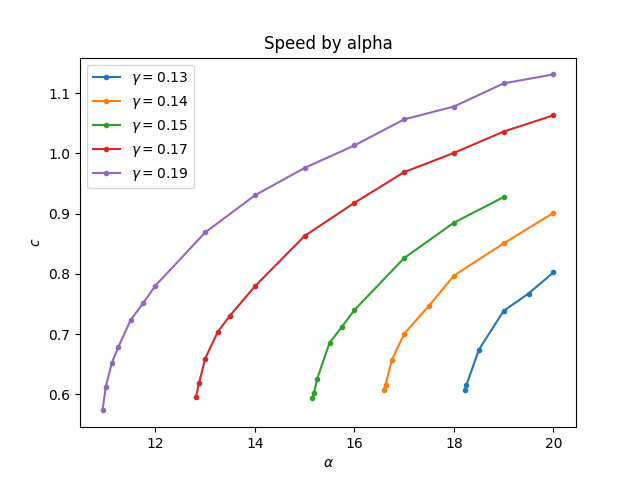 Speed by alpha
γ = 0.13
γ = 0.14
γ = 0.15
γ = 0.17
γ = 0.19
1.1
1.0
0.9
0.8
0.7
0.6
c
12 14 16 18 20
α